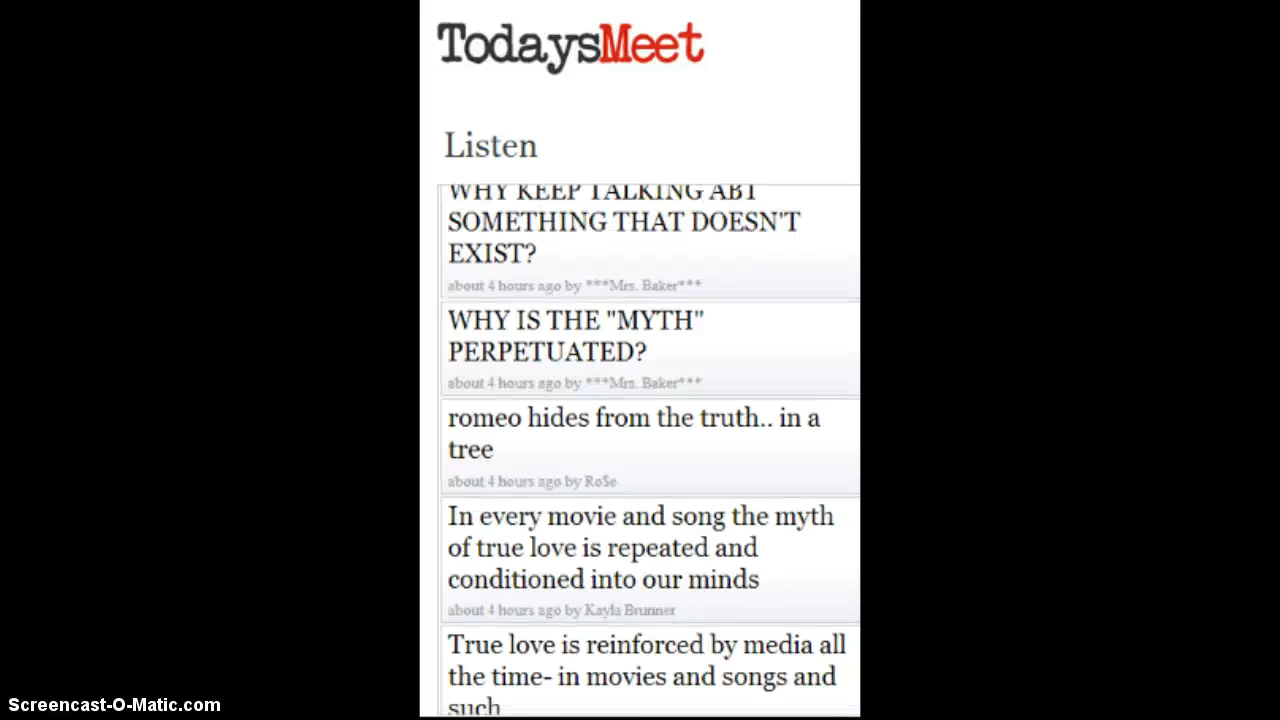 TodaysMeet
Listen
WHY KEEP TALKING ABT
SOMETHING THAT DOESN'T
EXIST?
about 4 hours ago by ***Mrs. Baker***
WHY IS THE "MYTH"
PERPETUATED?
about 4 hours ago by ***Mrs. Baker***
romeo hides from the truth.. in a
tree
about 4 hours ago by Ro$e
In every movie and song the myth
of true love is repeated and
conditioned into our minds
about 4 hours ago by Kayla Brunner
True love is reinforced by media all
the time- in movies and songs and
such
Screencast-O-Matic.com